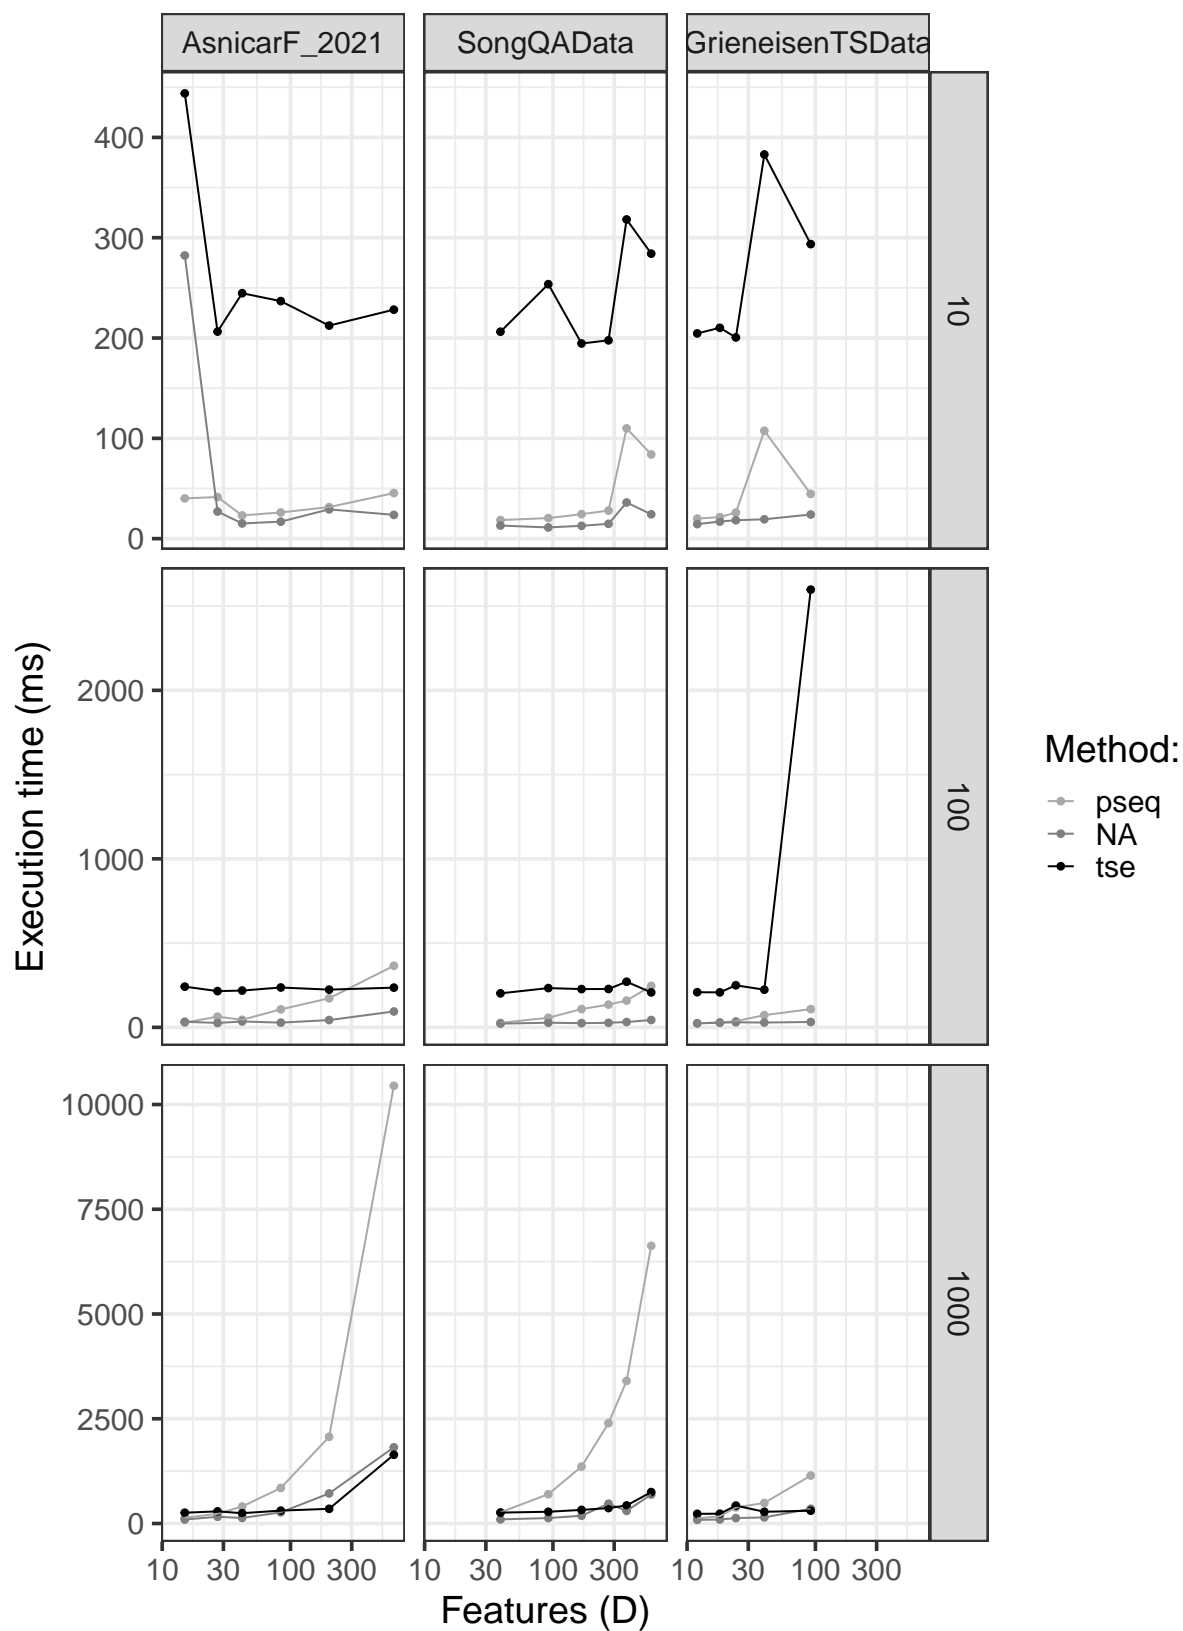 AsnicarF_2021 SongQAData GrieneisenTSData
400
300
200
100
0
10
2000
1000
0
100
10000
7500
5000
2500
0
1000
10 30 100 300 10 30 100 300 10 30 100 300
Features (D)
Execution time (ms)
Method:
pseq
NA
tse